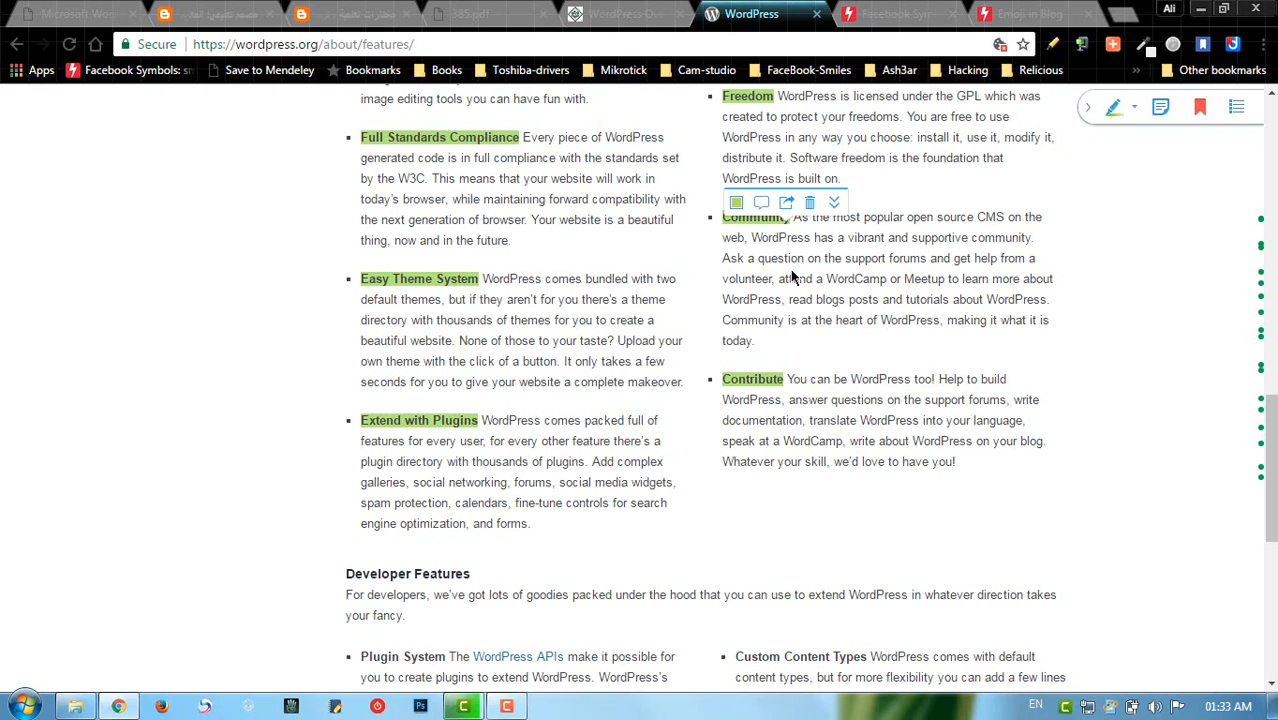 Microsoft Wor
385.pdf
WordPress Ov
WordPress
Facebook Sy
Emoji in Blog
Ali
Secure
https://wordpress.org/about/features/
Apps
Facebook Symbols: sm
Save to Mendeley
Bookmarks
Books
Toshiba-drivers
Mikrotick
Cam-studio
FaceBook-Smiles
Ash3ar
Hacking
Relicious
Other bookmarks
image editing tools you can have fun with.
Full Standards Compliance Every piece of WordPress
generated code is in full compliance with the standards set
by the W3C. This means that your website will work in
today's browser, while maintaining forward compatibility with
the next generation of browser. Your website is a beautiful
thing, now and in the future.
Easy Theme System WordPress comes bundled with two
default themes, but if they aren't for you there's a theme
directory with thousands of themes for you to create a
beautiful website. None of those to your taste? Upload your
own theme with the click of a button. It only takes a few
seconds for you to give your website a complete makeover.
Extend with Plugins WordPress comes packed full of
features for every user, for every other feature there's a
plugin directory with thousands of plugins. Add complex
galleries, social networking, forums, social media widgets,
spam protection, calendars, fine-tune controls for search
engine optimization, and forms.
Freedom WordPress is licensed under the GPL which was
created to protect your freedoms. You are free to use
WordPress in any way you choose: install it, use it, modify it,
distribute it. Software freedom is the foundation that
WordPress is built on.
Community As the most popular open source CMS on the
web, WordPress has a vibrant and supportive community.
Ask a question on the support forums and get help from a
volunteer, attend a WordCamp or Meetup to learn more about
WordPress, read blogs posts and tutorials about WordPress.
Community is at the heart of WordPress, making it what it is
today.
Contribute You can be WordPress too! Help to build
WordPress, answer questions on the support forums, write
documentation, translate WordPress into your language,
speak at a WordCamp, write about WordPress on your blog.
Whatever your skill, we'd love to have you!
Developer Features
For developers, we've got lots of goodies packed under the hood that you can use to extend WordPress in whatever direction takes
your fancy.
Plugin System The WordPress APIs make it possible for
you to create plugins to extend WordPress. WordPress's
Custom Content Types WordPress comes with default
content types, but for more flexibility you can add a few lines
Ps
EN
01:33 AM